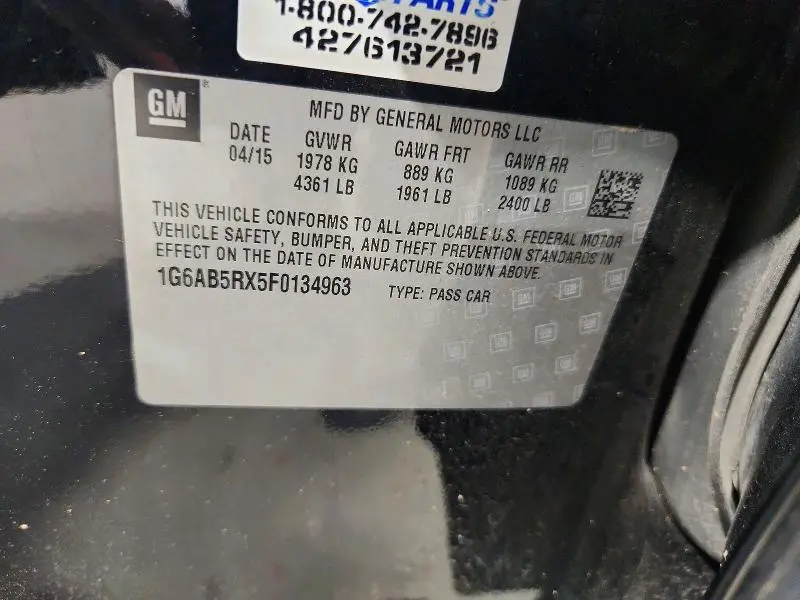 PARTS
1-800-742-7896
427613721
GM
MFD BY GENERAL MOTORS LLC
DATE GVWR GAWR FRT GAWR RR
04/15 1978 KG 889 KG 1089 KG
4361 LB 1961 LB 2400 LB
THIS VEHICLE CONFORMS TO ALL APPLICABLE U.S. FEDERAL MOTOR
VEHICLE SAFETY, BUMPER, AND THEFT PREVENTION STANDARDS IN
EFFECT ON THE DATE OF MANUFACTURE SHOWN ABOVE.
1G6AB5RX5F0134963 TYPE: PASS CAR